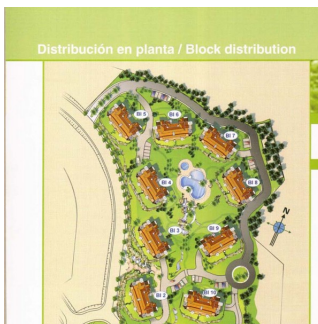 Distribución en planta / Block distribution
Bl 5
Bl 6
Bl 7
Bl 4
Bl 8
Bl 3
Bl 9
N
Bl 2
Bl 10